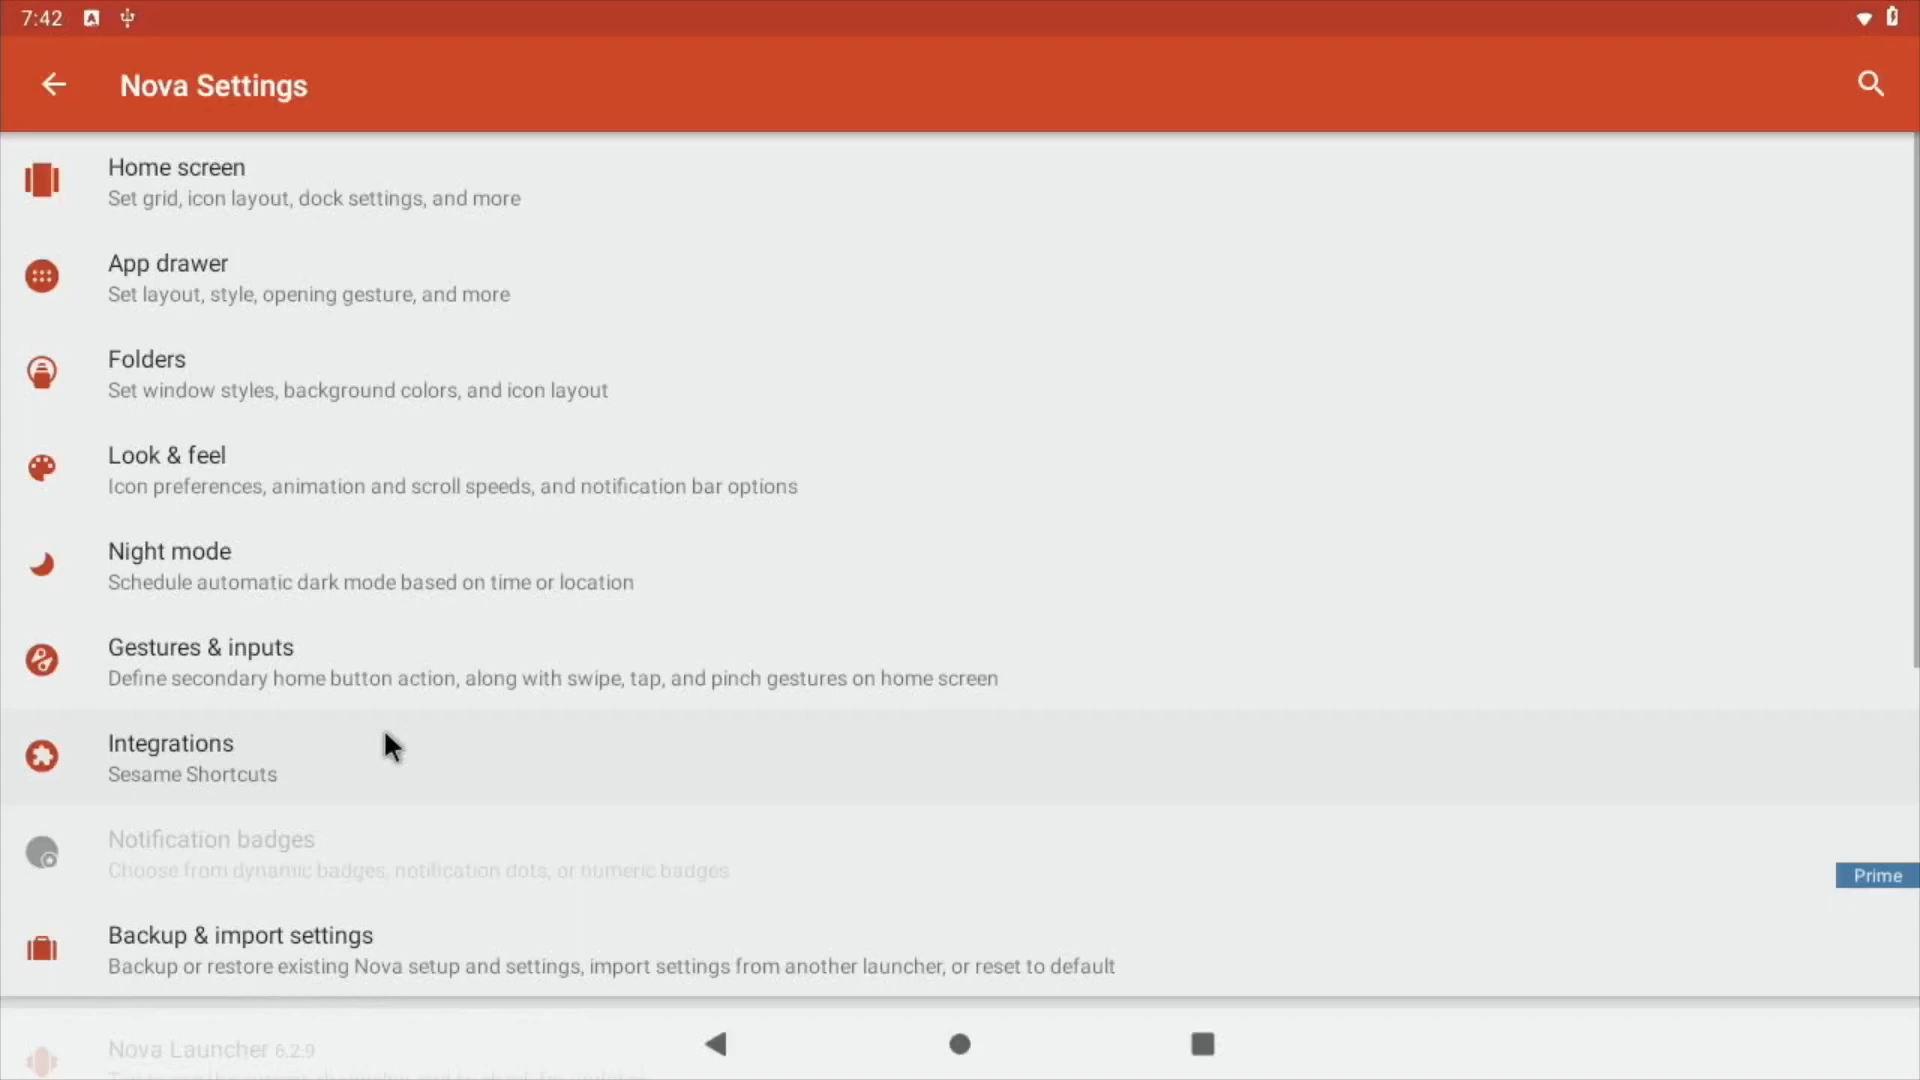 7:42
Nova Settings
Home screen
Set grid, icon layout, dock settings, and more
App drawer
Set layout, style, opening gesture, and more
Folders
Set window styles, background colors, and icon layout
Look & feel
Icon preferences, animation and scroll speeds, and notification bar options
Night mode
Schedule automatic dark mode based on time or location
Gestures & inputs
Define secondary home button action, along with swipe, tap, and pinch gestures on home screen
Integrations
Sesame Shortcuts
Notification badges
Choose from dynamic badges, notification dots, or numeric badges
Prime
Backup & import settings
Backup or restore existing Nova setup and settings, import settings from another launcher, or reset to default
Nova Launcher 6.2.9